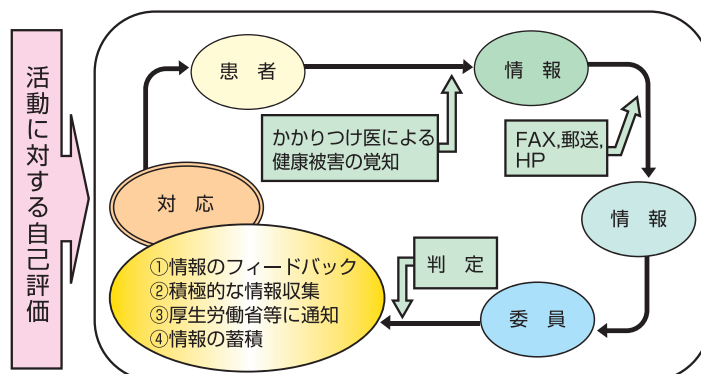 活動に対する自己評価
患者
情報
かかりつけ医による
健康被害の覚知
FAX,郵送,
HP
対応
情報
①情報のフィードバック
②積極的な情報収集
③厚生労働省等に通知
④情報の蓄積
判定
委員